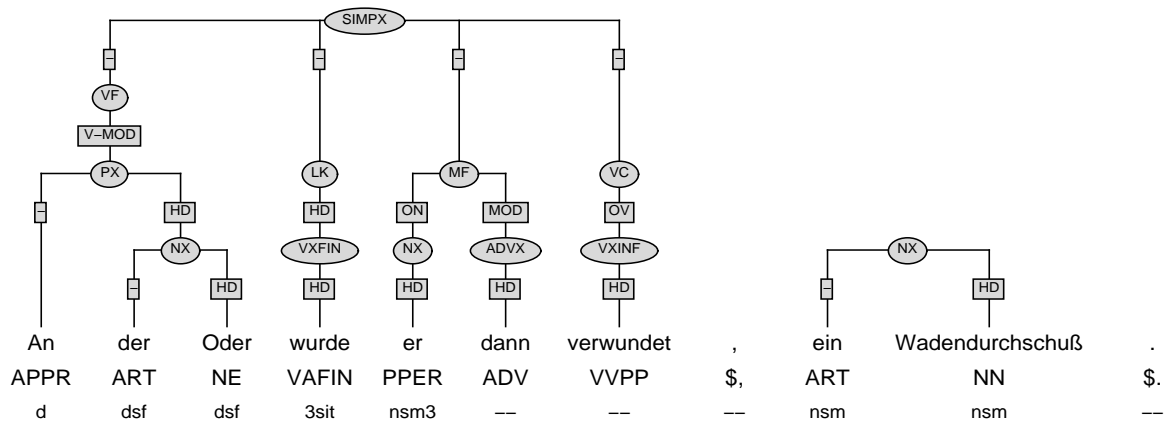 SIMPX
– – – –
VF
V–MOD
PX LK MF VC
– HD HD ON MOD OV
NX VXFIN NX ADVX VXINF NX
– HD HD HD HD HD – HD
An der Oder wurde er dann verwundet , ein Wadendurchschuß .
APPR ART NE VAFIN PPER ADV VVPP $, ART NN $.
d dsf dsf 3sit nsm3 –– –– –– nsm nsm ––